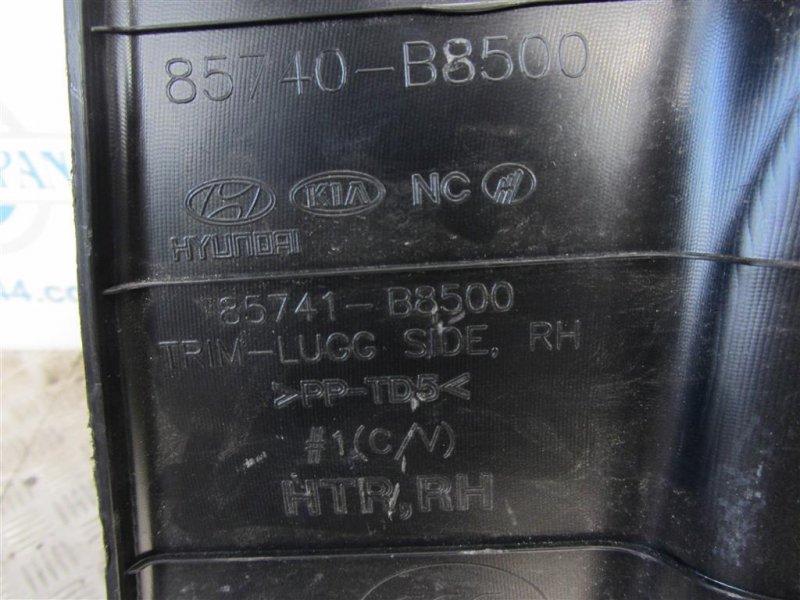 85740-B8500
KIA NC
HYUNDAI
85741-B8500
TRIM-LUGG SIDE, RH
>PP-TD5<
#1(C/V)
HTR,RH